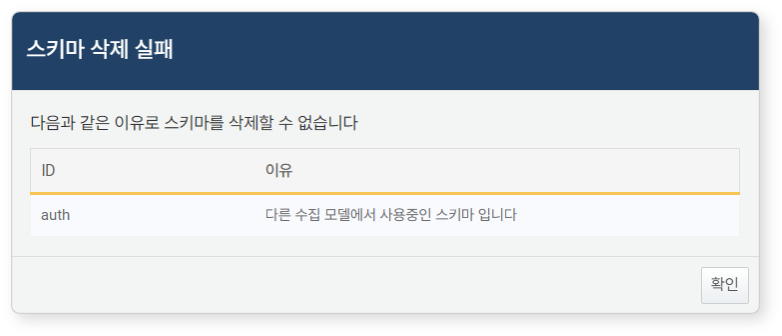 스키마 삭제 실패
다음과 같은 이유로 스키마를 삭제할 수 없습니다
ID 이유
auth 다른 수집 모델에서 사용중인 스키마 입니다
확인